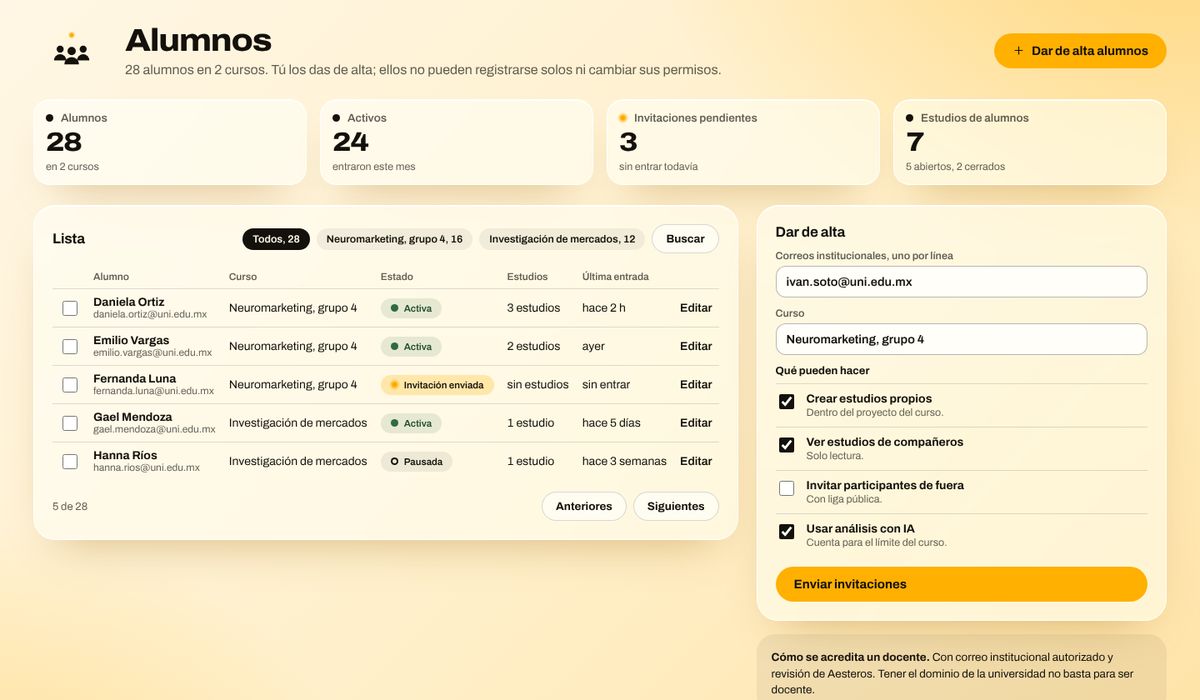 Alumnos
28 alumnos en 2 cursos. Tú los das de alta; ellos no pueden registrarse solos ni cambiar sus permisos.
+ Dar de alta alumnos
Alumnos
28
en 2 cursos
Activos
24
entraron este mes
Invitaciones pendientes
3
sin entrar todavía
Estudios de alumnos
7
5 abiertos, 2 cerrados
Lista
Todos, 28
Neuromarketing, grupo 4, 16
Investigación de mercados, 12
Buscar
Alumno Curso Estado Estudios Última entrada
Daniela Ortiz
daniela.ortiz@uni.edu.mx
Neuromarketing, grupo 4 Activa 3 estudios hace 2 h Editar
Emilio Vargas
emilio.vargas@uni.edu.mx
Neuromarketing, grupo 4 Activa 2 estudios ayer Editar
Fernanda Luna
fernanda.luna@uni.edu.mx
Neuromarketing, grupo 4 Invitación enviada sin estudios sin entrar Editar
Gael Mendoza
gael.mendoza@uni.edu.mx
Investigación de mercados Activa 1 estudio hace 5 días Editar
Hanna Ríos
hanna.rios@uni.edu.mx
Investigación de mercados Pausada 1 estudio hace 3 semanas Editar
5 de 28
Anteriores
Siguientes
Dar de alta
Correos institucionales, uno por línea
ivan.soto@uni.edu.mx
Curso
Neuromarketing, grupo 4
Qué pueden hacer
Crear estudios propios
Dentro del proyecto del curso.
Ver estudios de compañeros
Solo lectura.
Invitar participantes de fuera
Con liga pública.
Usar análisis con IA
Cuenta para el límite del curso.
Enviar invitaciones
Cómo se acredita un docente. Con correo institucional autorizado y
revisión de Aesteros. Tener el dominio de la universidad no basta para ser
docente.